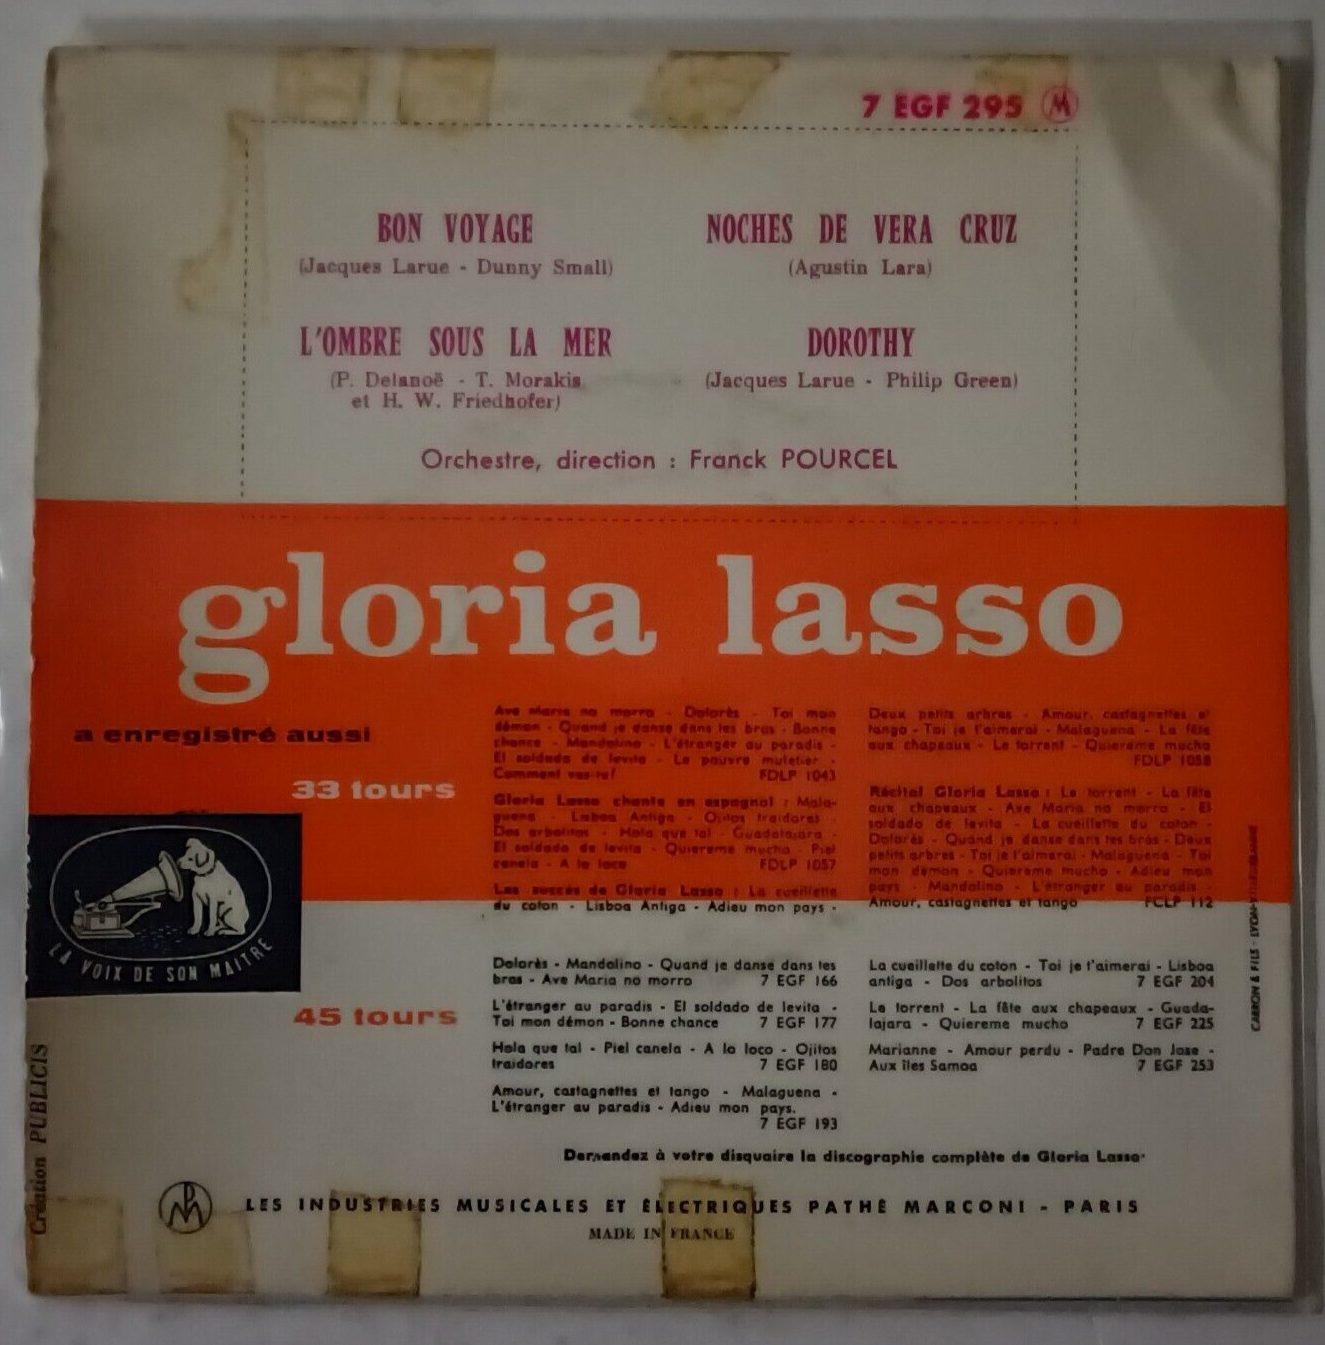 7 EGF 295 M
BON VOYAGE
(Jacques Larue - Dunny Small)
L'OMBRE SOUS LA MER
(P. Delanoë - T. Morakis
et H. W. Friedhofer)
NOCHES DE VERA CRUZ
(Agustin Lara)
DOROTHY
(Jacques Larue - Philip Green)
Orchestre, direction : Franck POURCEL
gloria lasso
a enregistré aussi
33 tours
Ave Maria no morro - Dolorès - Toi mon
démon - Quand je danse dans tes bras - Bonne
chance - Mandolino - L'étranger au paradis -
El soldado de levita - Le pauvre muletier -
Comment vas-tu? FDLP 1043
Gloria Lasso chante en espagnol : Mala-
guena - Lisboa Antiga - Ojitos traidores -
Dos arbolitos - Hola que tal - Guadalajara -
El soldado de levita - Quiereme mucho - Piel
canela - A lo loco FDLP 1057
Les succès de Gloria Lasso : La cueillette
du coton - Lisboa Antiga - Adieu mon pays -
Deux petits arbres - Amour, castagnettes et
tango - Toi je t'aimerai - Malaguena - La fête
aux chapeaux - Le torrent - Quiereme mucho
FDLP 1058
Récital Gloria Lasso : Le torrent - La fête
aux chapeaux - Ave Maria no morro - El
soldado de levita - La cueillette du coton -
Dolorès - Quand je danse dans tes bras - Deux
petits arbres - Toi je t'aimerai - Malaguena - Toi
mon démon - Quiereme mucho - Adieu mon
pays - Mandolino - L'étranger au paradis -
Amour, castagnettes et tango FCLP 112
LA VOIX DE SON MAITRE
45 tours
Dolorès - Mandolino - Quand je danse dans tes
bras - Ave Maria no morro 7 EGF 166
L'étranger au paradis - El soldado de levita -
Toi mon démon - Bonne chance 7 EGF 177
Hola que tal - Piel canela - A lo loco - Ojitos
traidores 7 EGF 180
Amour, castagnettes et tango - Malaguena -
L'étranger au paradis - Adieu mon pays.
7 EGF 193
La cueillette du coton - Toi je t'aimerai - Lisboa
antiga - Dos arbolitos 7 EGF 204
Le torrent - La fête aux chapeaux - Guada-
lajara - Quiereme mucho 7 EGF 225
Marianne - Amour perdu - Padre Don Jose -
Aux îles Samoa 7 EGF 253
Demandez à votre disquaire la discographie complète de Gloria Lasso.
PM LES INDUSTRIES MUSICALES ET ÉLECTRIQUES PATHÉ MARCONI - PARIS
MADE IN FRANCE
Création PUBLICIS
CARRON & FILS -